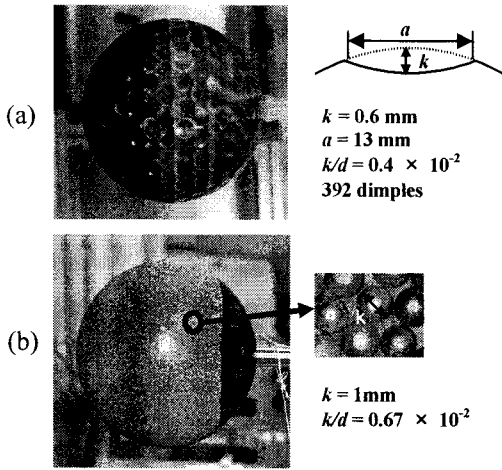 (a)
a
k
k = 0.6 mm
a = 13 mm
k/d = 0.4 × 10-2
392 dimples
(b)
k
k = 1mm
k/d = 0.67 × 10-2